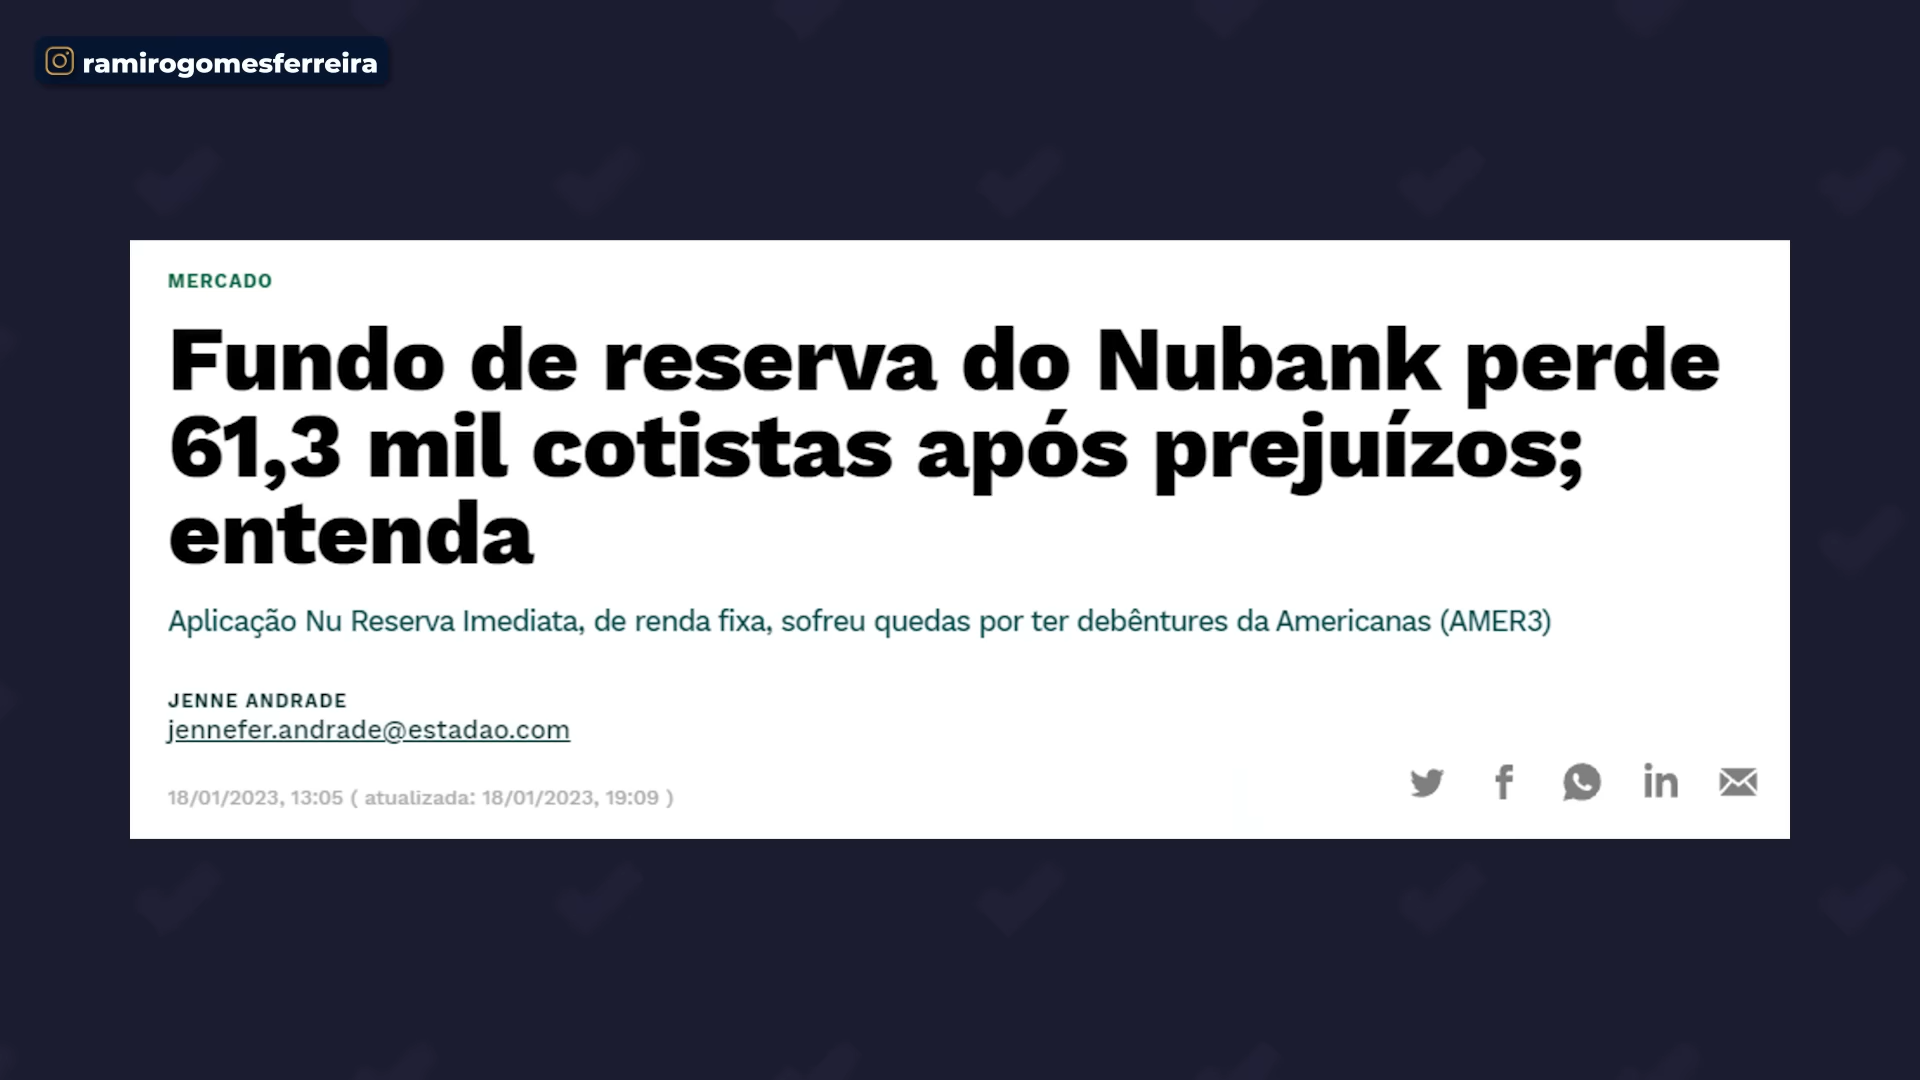 ramirogomesferreira
MERCADO
Fundo de reserva do Nubank perde
61,3 mil cotistas após prejuízos;
entenda
Aplicação Nu Reserva Imediata, de renda fixa, sofreu quedas por ter debêntures da Americanas (AMER3)
JENNE ANDRADE
jennefer.andrade@estadao.com
18/01/2023, 13:05 ( atualizada: 18/01/2023, 19:09 )